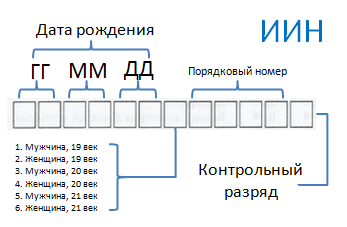 Дата рождения
ИИН
ГГ ММ ДД
Порядковый номер
1. Мужчина, 19 век
2. Женщина, 19 век
3. Мужчина, 20 век
4. Женщина, 20 век
5. Мужчина, 21 век
6. Женщина, 21 век
Контрольный
разряд